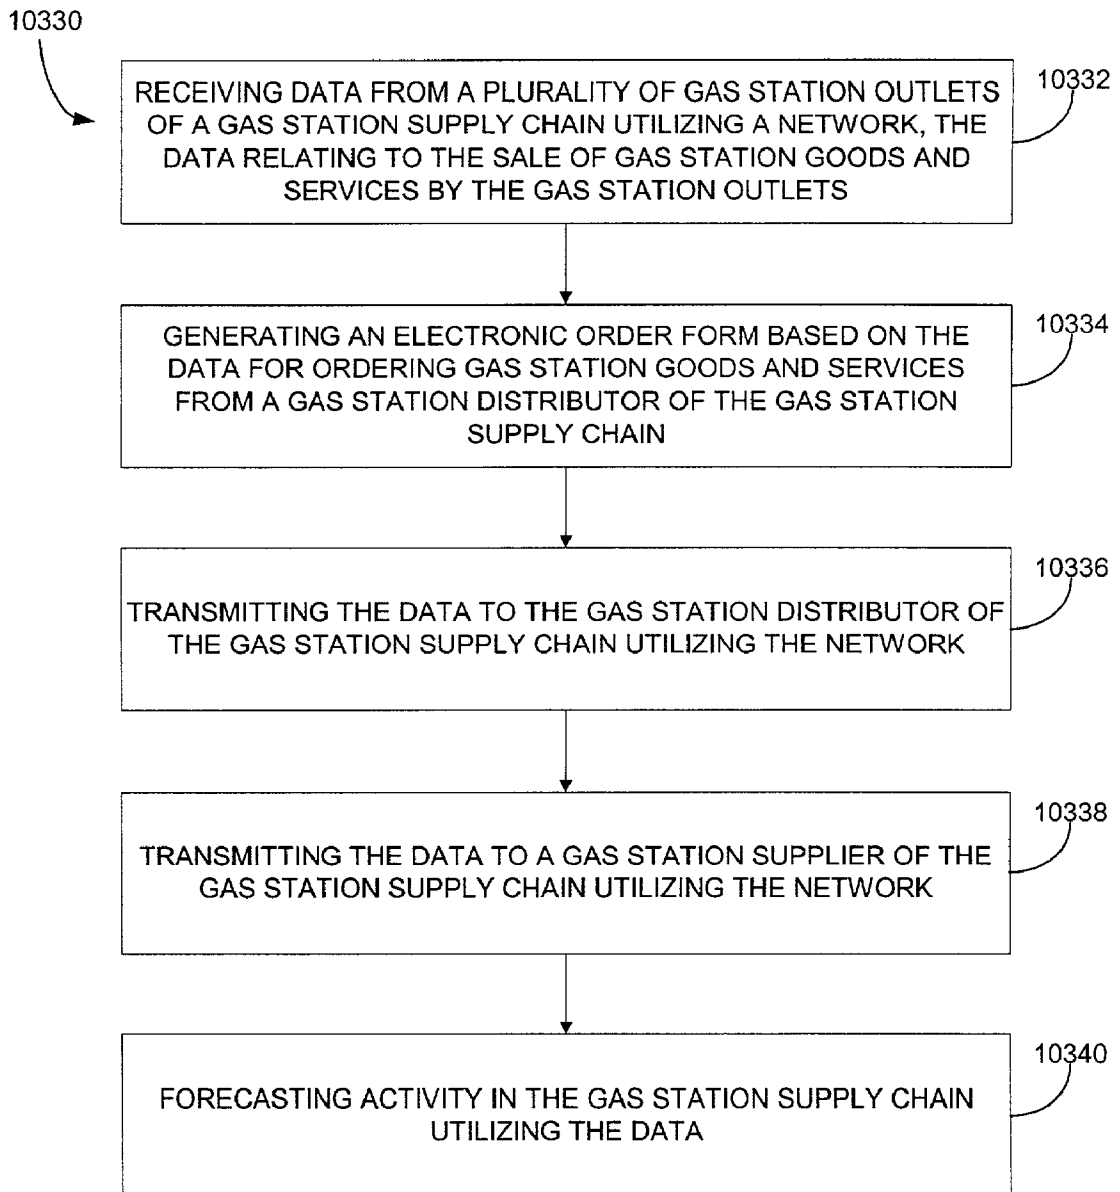 10330
RECEIVING DATA FROM A PLURALITY OF GAS STATION OUTLETS
OF A GAS STATION SUPPLY CHAIN UTILIZING A NETWORK, THE
DATA RELATING TO THE SALE OF GAS STATION GOODS AND
SERVICES BY THE GAS STATION OUTLETS
10332
GENERATING AN ELECTRONIC ORDER FORM BASED ON THE
DATA FOR ORDERING GAS STATION GOODS AND SERVICES
FROM A GAS STATION DISTRIBUTOR OF THE GAS STATION
SUPPLY CHAIN
10334
TRANSMITTING THE DATA TO THE GAS STATION DISTRIBUTOR OF
THE GAS STATION SUPPLY CHAIN UTILIZING THE NETWORK
10336
TRANSMITTING THE DATA TO A GAS STATION SUPPLIER OF THE
GAS STATION SUPPLY CHAIN UTILIZING THE NETWORK
10338
FORECASTING ACTIVITY IN THE GAS STATION SUPPLY CHAIN
UTILIZING THE DATA
10340